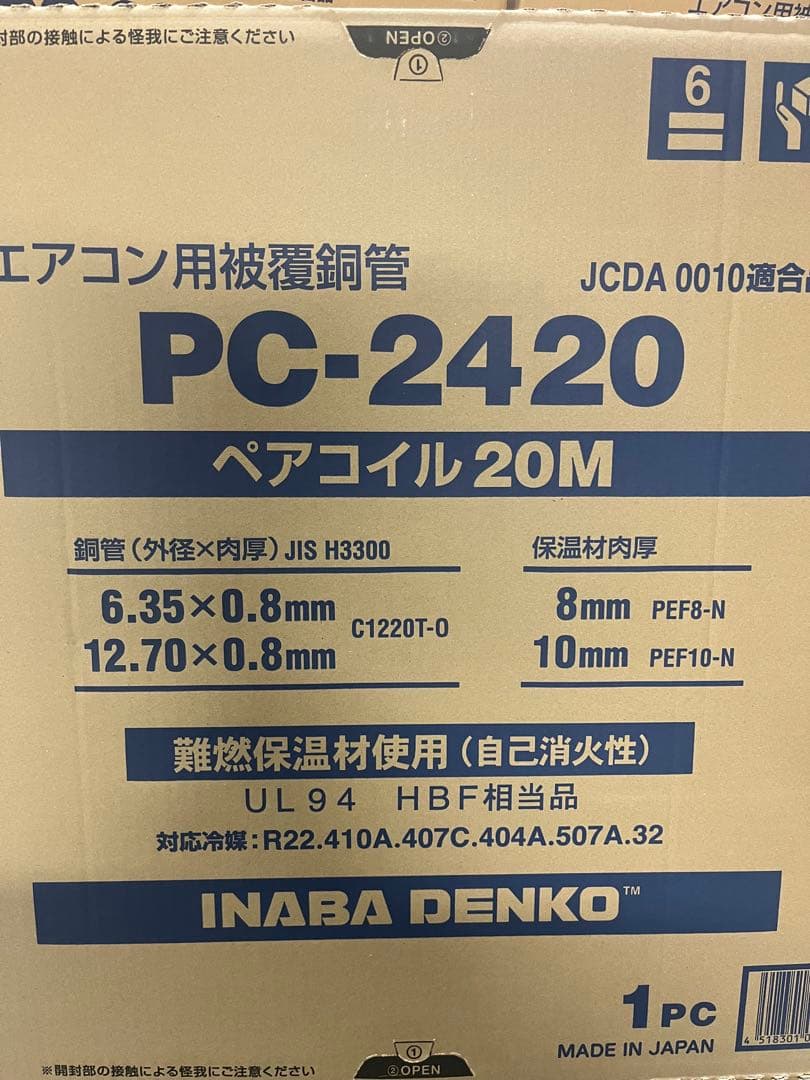 封部の接触による怪我にご注意ください
②OPEN
①
6
エアコン用被覆銅管
JCDA 0010適合品
PC-2420
ペアコイル 20M
銅管（外径×肉厚）JIS H3300
保温材肉厚
6.35×0.8mm
12.70×0.8mm
C1220T-O
8mm PEF8-N
10mm PEF10-N
難燃保温材使用（自己消火性）
UL94 HBF相当品
対応冷媒：R22.410A.407C.404A.507A.32
INABA DENKO™
1PC
MADE IN JAPAN
4 518301 0
①
②OPEN
※開封部の接触による怪我にご注意ください